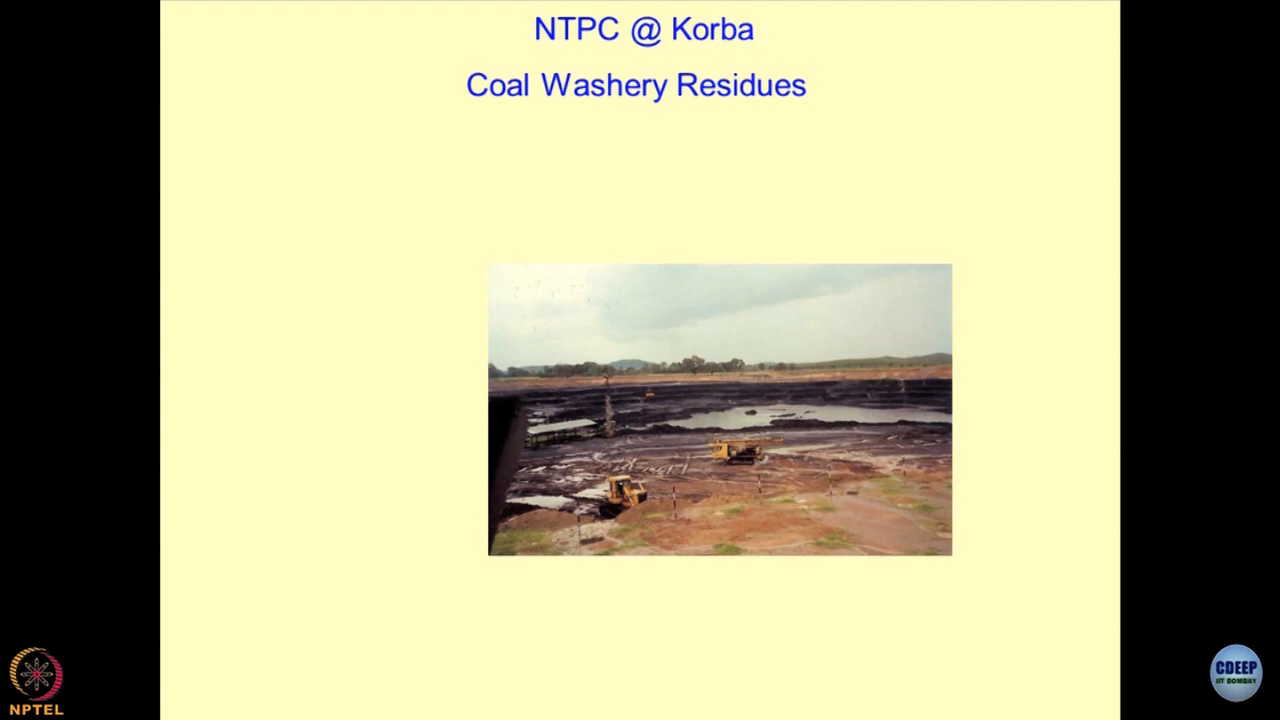 NTPC @ Korba
Coal Washery Residues
NPTEL
CDEEP
IIT BOMBAY